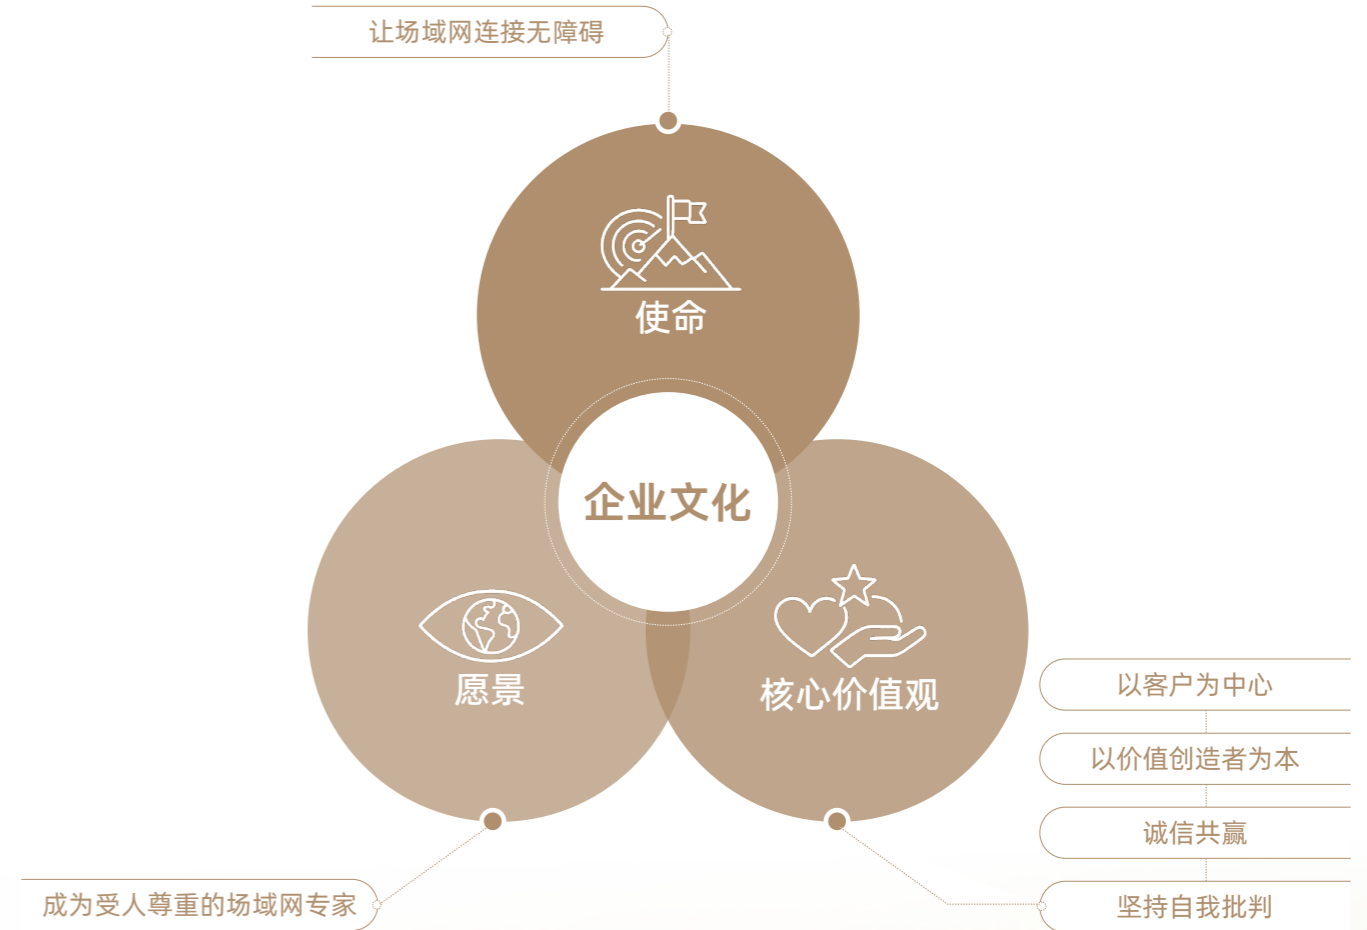 让场域网连接无障碍
使命
企业文化
愿景
核心价值观
以客户为中心
以价值创造者为本
诚信共赢
坚持自我批判
成为受人尊重的场域网专家